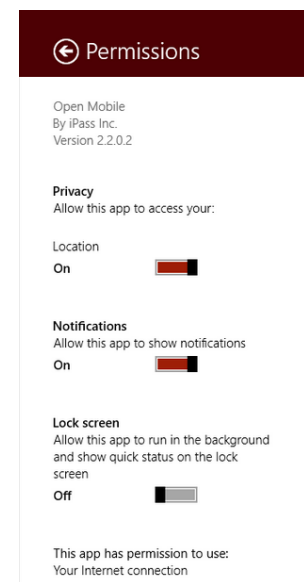 Permissions
Open Mobile
By iPass Inc.
Version 2.2.0.2
Privacy
Allow this app to access your:
Location
On
Notifications
Allow this app to show notifications
On
Lock screen
Allow this app to run in the background
and show quick status on the lock
screen
Off
This app has permission to use:
Your Internet connection